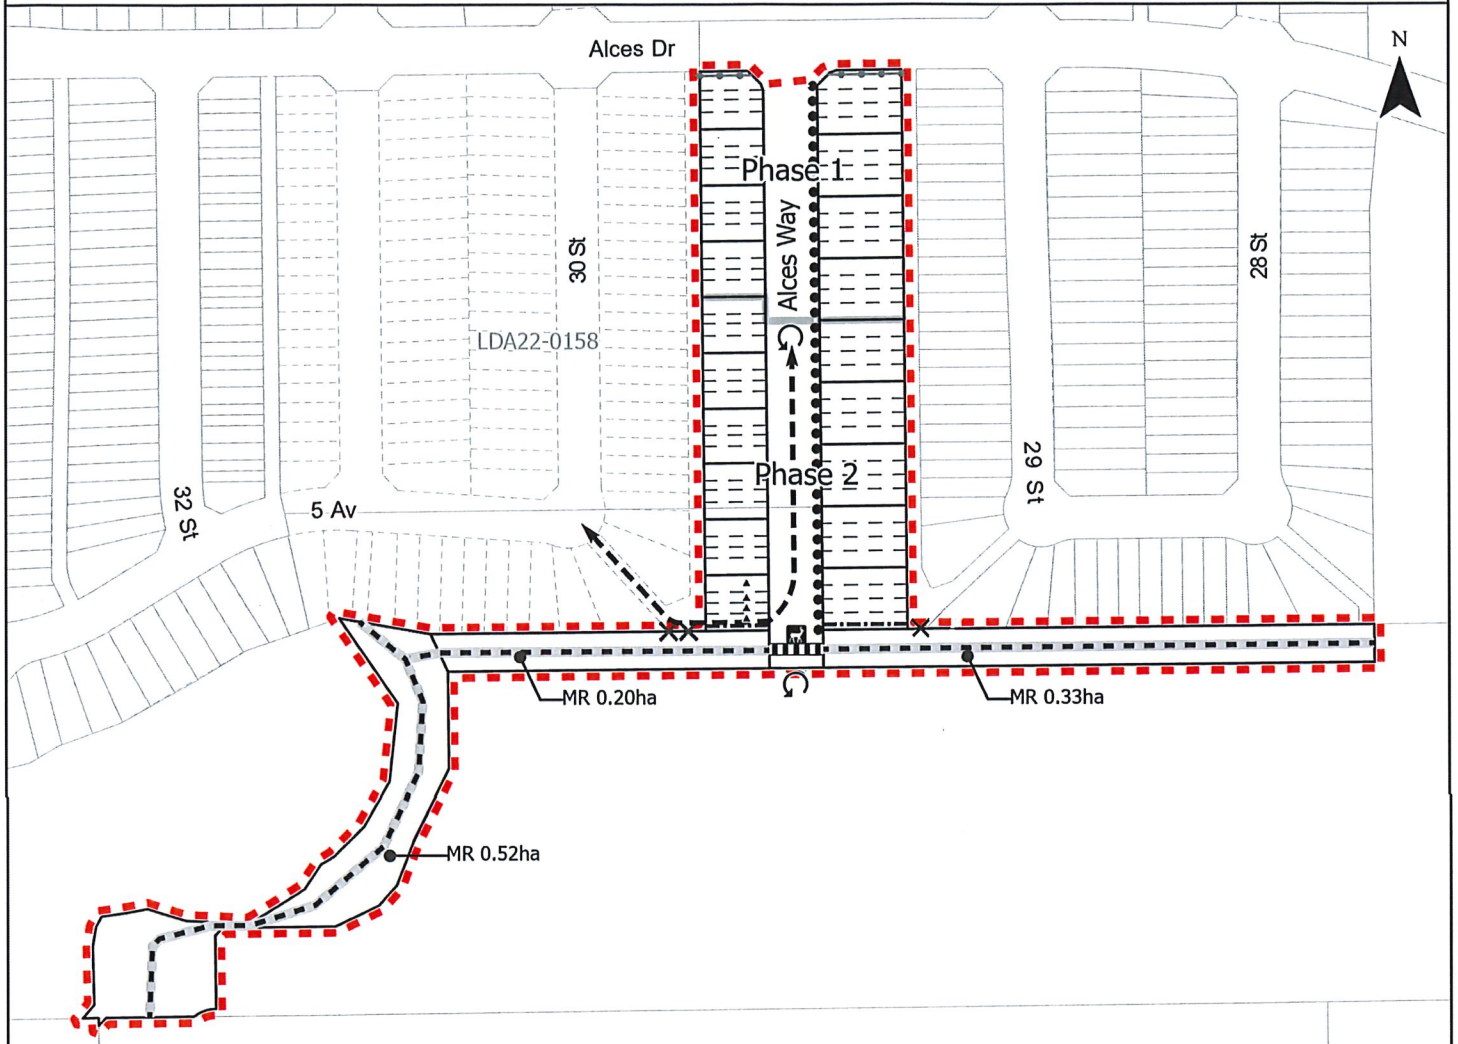 Alces Dr
N
Phase 1
Alces Way
30 St
28 St
LDA22-0158
29 St
Phase 2
32 St
5 Av
MR 0.20ha
MR 0.33ha
MR 0.52ha